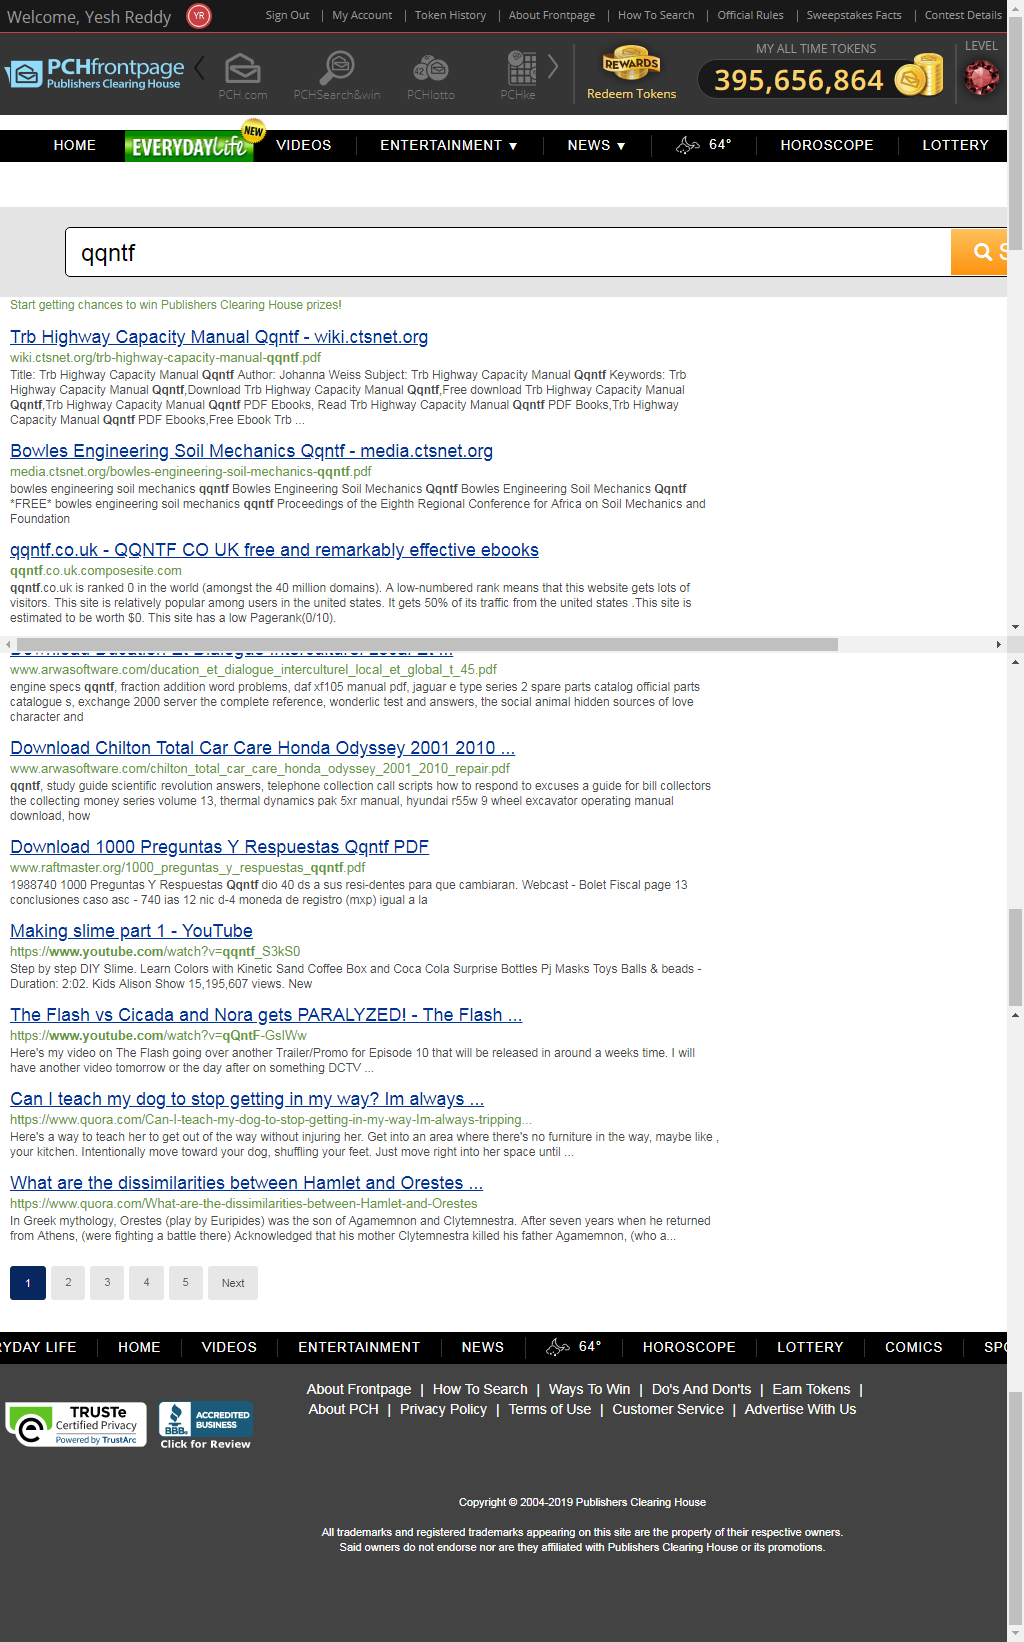 Welcome, Yesh Reddy YR Sign Out | My Account | Token History | About Frontpage | How To Search | Official Rules | Sweepstakes Facts | Contest Details
PCHfrontpage
Publishers Clearing House
PCH.com PCHSearch&win PCHlotto PCHke
REWARDS
Redeem Tokens
MY ALL TIME TOKENS
395,656,864
LEVEL
HOME EVERYDAYLife NEW VIDEOS ENTERTAINMENT ▼ NEWS ▼ 64° HOROSCOPE LOTTERY
qqntf S
Start getting chances to win Publishers Clearing House prizes!
Trb Highway Capacity Manual Qqntf - wiki.ctsnet.org
wiki.ctsnet.org/trb-highway-capacity-manual-qqntf.pdf
Title: Trb Highway Capacity Manual Qqntf Author: Johanna Weiss Subject: Trb Highway Capacity Manual Qqntf Keywords: Trb
Highway Capacity Manual Qqntf,Download Trb Highway Capacity Manual Qqntf,Free download Trb Highway Capacity Manual
Qqntf,Trb Highway Capacity Manual Qqntf PDF Ebooks, Read Trb Highway Capacity Manual Qqntf PDF Books,Trb Highway
Capacity Manual Qqntf PDF Ebooks,Free Ebook Trb ...
Bowles Engineering Soil Mechanics Qqntf - media.ctsnet.org
media.ctsnet.org/bowles-engineering-soil-mechanics-qqntf.pdf
bowles engineering soil mechanics qqntf Bowles Engineering Soil Mechanics Qqntf Bowles Engineering Soil Mechanics Qqntf
*FREE* bowles engineering soil mechanics qqntf Proceedings of the Eighth Regional Conference for Africa on Soil Mechanics and
Foundation
qqntf.co.uk - QQNTF CO UK free and remarkably effective ebooks
qqntf.co.uk.composesite.com
qqntf.co.uk is ranked 0 in the world (amongst the 40 million domains). A low-numbered rank means that this website gets lots of
visitors. This site is relatively popular among users in the united states. It gets 50% of its traffic from the united states .This site is
estimated to be worth $0. This site has a low Pagerank(0/10).
Download Ducation Et Dialogue Interculturel Local Et ...
www.arwasoftware.com/ducation_et_dialogue_interculturel_local_et_global_t_45.pdf
engine specs qqntf, fraction addition word problems, daf xf105 manual pdf, jaguar e type series 2 spare parts catalog official parts
catalogue s, exchange 2000 server the complete reference, wonderlic test and answers, the social animal hidden sources of love
character and
Download Chilton Total Car Care Honda Odyssey 2001 2010 ...
www.arwasoftware.com/chilton_total_car_care_honda_odyssey_2001_2010_repair.pdf
qqntf, study guide scientific revolution answers, telephone collection call scripts how to respond to excuses a guide for bill collectors
the collecting money series volume 13, thermal dynamics pak 5xr manual, hyundai r55w 9 wheel excavator operating manual
download, how
Download 1000 Preguntas Y Respuestas Qqntf PDF
www.raftmaster.org/1000_preguntas_y_respuestas_qqntf.pdf
1988740 1000 Preguntas Y Respuestas Qqntf dio 40 ds a sus resi-dentes para que cambiaran. Webcast - Bolet Fiscal page 13
conclusiones caso asc - 740 ias 12 nic d-4 moneda de registro (mxp) igual a la
Making slime part 1 - YouTube
https://www.youtube.com/watch?v=qqntf_S3kS0
Step by step DIY Slime. Learn Colors with Kinetic Sand Coffee Box and Coca Cola Surprise Bottles Pj Masks Toys Balls & beads -
Duration: 2:02. Kids Alison Show 15,195,607 views. New
The Flash vs Cicada and Nora gets PARALYZED! - The Flash ...
https://www.youtube.com/watch?v=qQntF-GslWw
Here's my video on The Flash going over another Trailer/Promo for Episode 10 that will be released in around a weeks time. I will
have another video tomorrow or the day after on something DCTV ...
Can I teach my dog to stop getting in my way? Im always ...
https://www.quora.com/Can-I-teach-my-dog-to-stop-getting-in-my-way-Im-always-tripping...
Here's a way to teach her to get out of the way without injuring her. Get into an area where there's no furniture in the way, maybe like ,
your kitchen. Intentionally move toward your dog, shuffling your feet. Just move right into her space until ...
What are the dissimilarities between Hamlet and Orestes ...
https://www.quora.com/What-are-the-dissimilarities-between-Hamlet-and-Orestes
In Greek mythology, Orestes (play by Euripides) was the son of Agamemnon and Clytemnestra. After seven years when he returned
from Athens, (were fighting a battle there) Acknowledged that his mother Clytemnestra killed his father Agamemnon, (who a...
1 2 3 4 5 Next
RYDAY LIFE HOME VIDEOS ENTERTAINMENT NEWS 64° HOROSCOPE LOTTERY COMICS SPO
About Frontpage | How To Search | Ways To Win | Do's And Don'ts | Earn Tokens |
About PCH | Privacy Policy | Terms of Use | Customer Service | Advertise With Us
TRUSTe
Certified Privacy
Powered by TrustArc
BBB
ACCREDITED
BUSINESS
Click for Review
Copyright © 2004-2019 Publishers Clearing House
All trademarks and registered trademarks appearing on this site are the property of their respective owners.
Said owners do not endorse nor are they affiliated with Publishers Clearing House or its promotions.